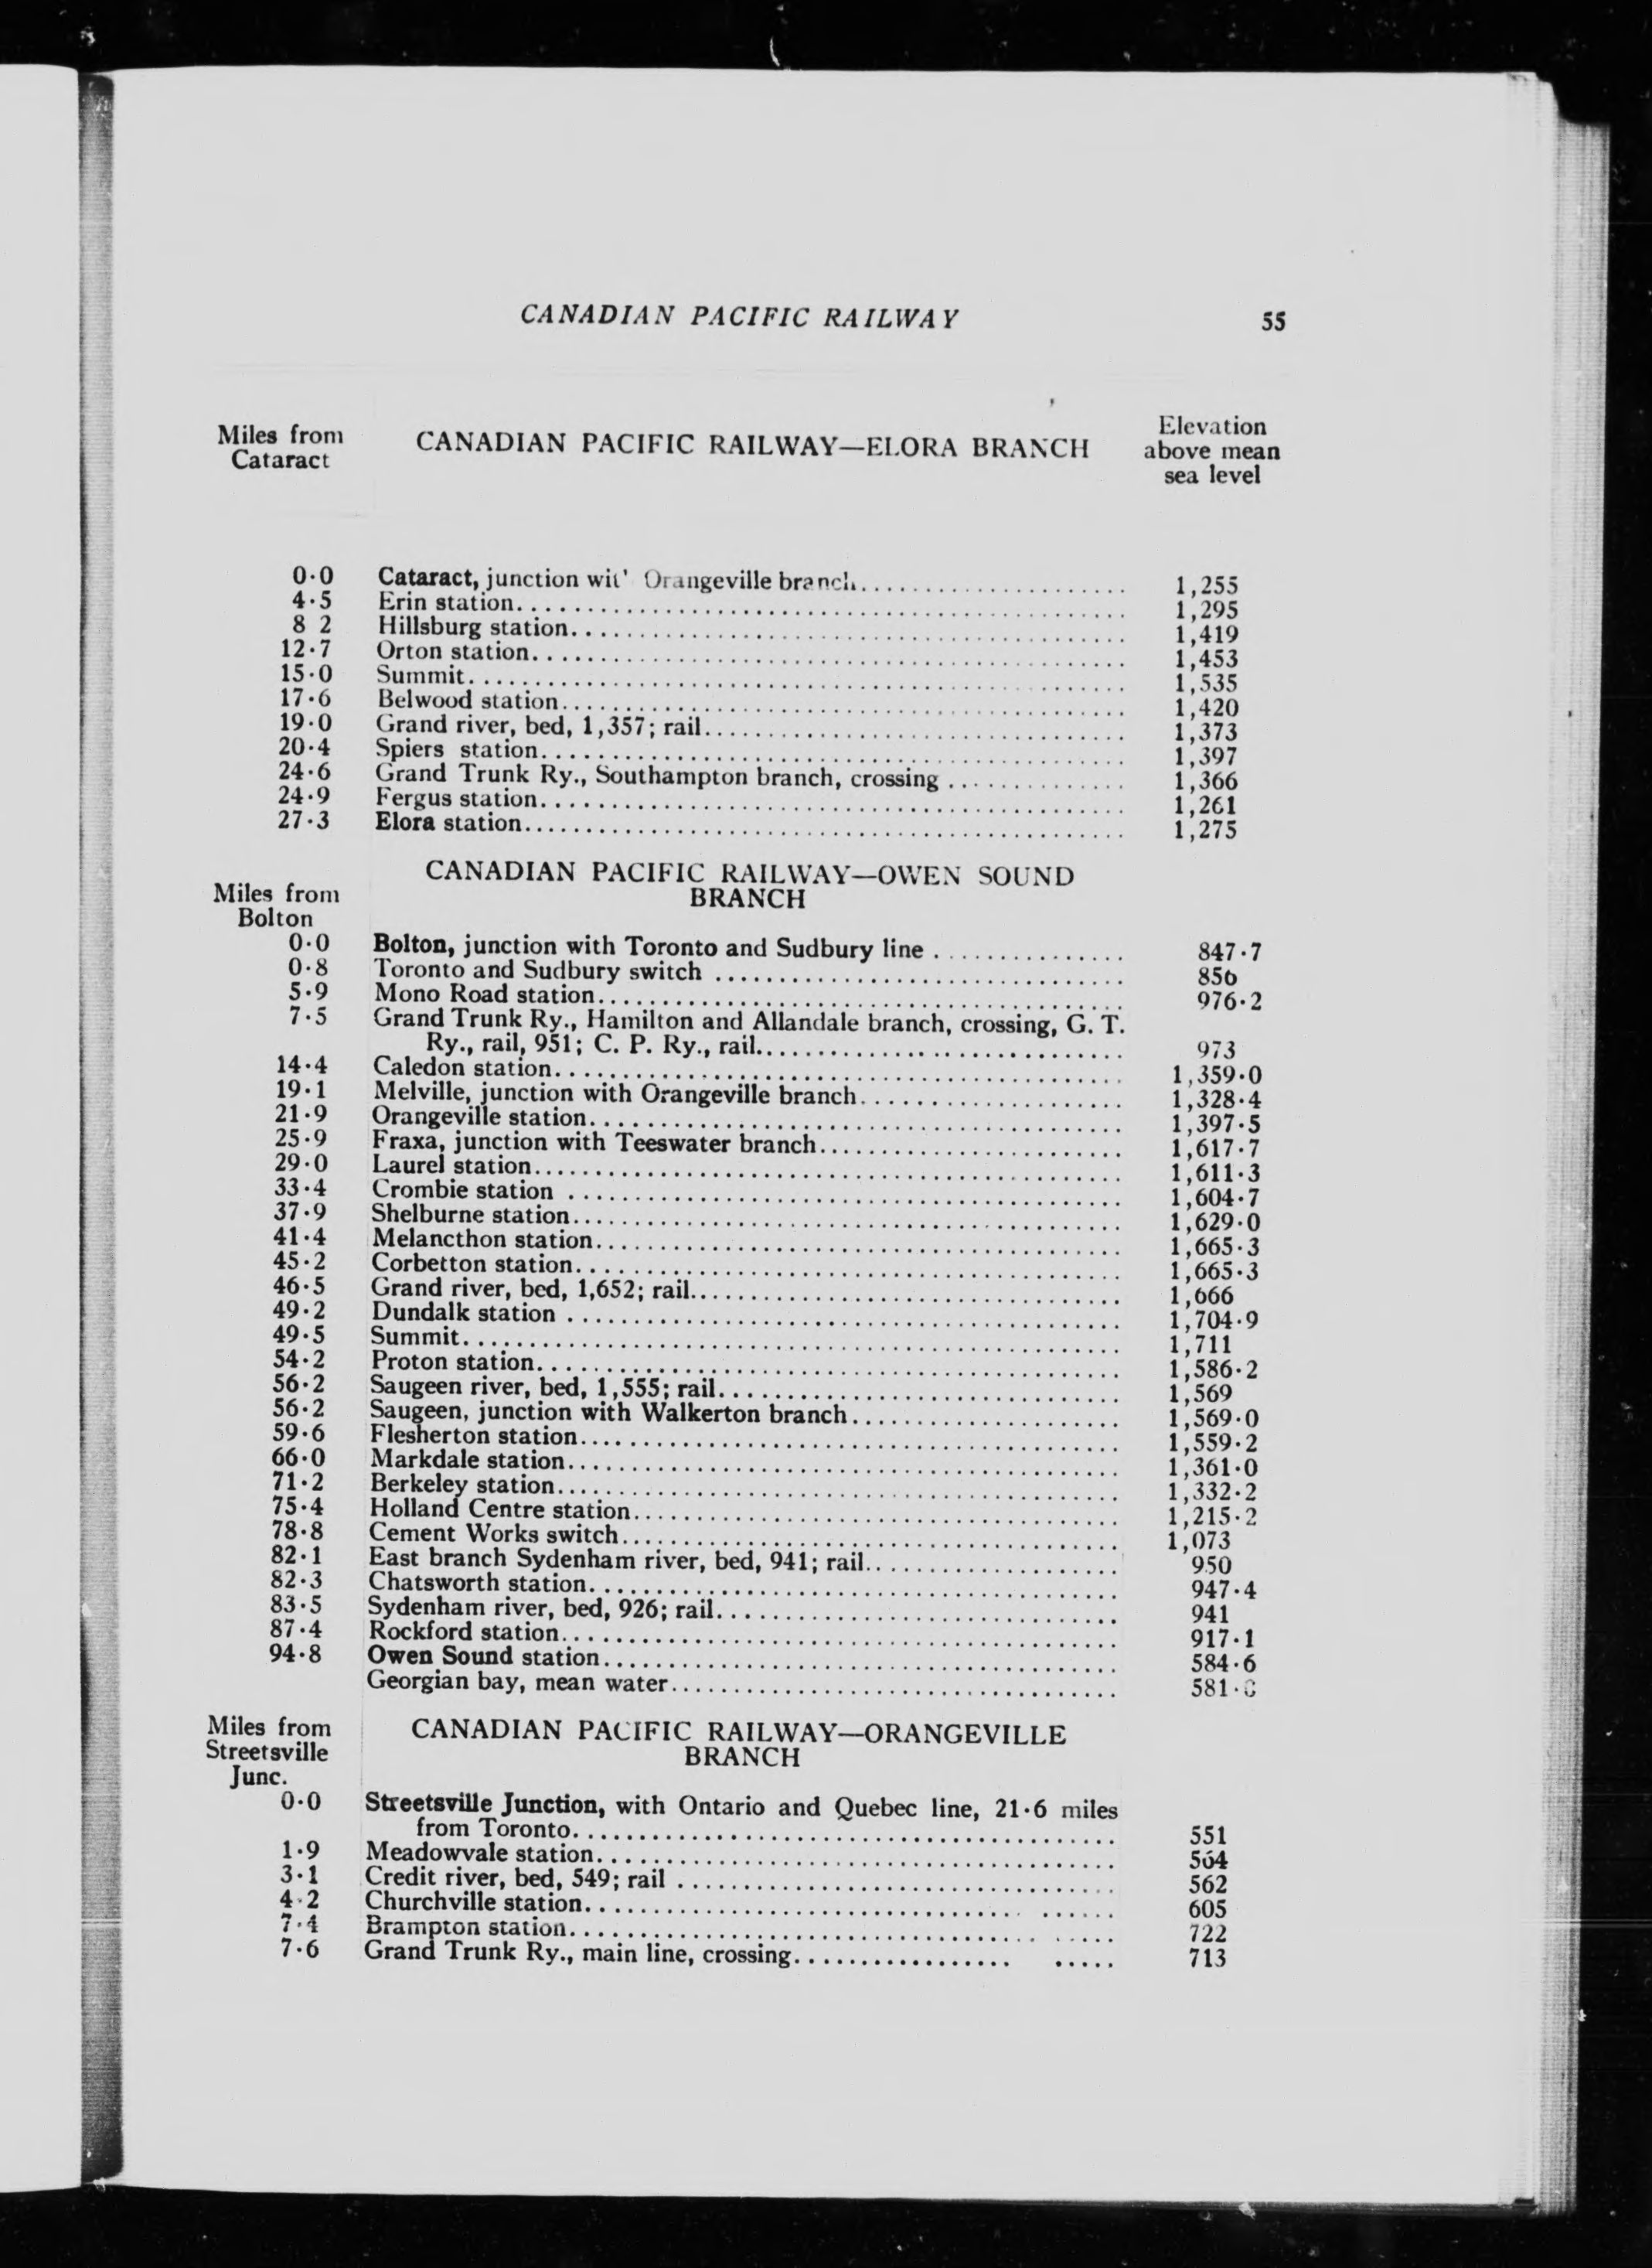 CANADIAN PACIFIC RAILWAY 55
Miles from Cataract CANADIAN PACIFIC RAILWAY—ELORA BRANCH Elevation above mean sea level
0·0 Cataract, junction wit' Orangeville branch 1,255
4·5 Erin station 1,295
8 2 Hillsburg station 1,419
12·7 Orton station 1,453
15·0 Summit 1,535
17·6 Belwood station 1,420
19·0 Grand river, bed, 1,357; rail 1,373
20·4 Spiers station 1,397
24·6 Grand Trunk Ry., Southampton branch, crossing 1,366
24·9 Fergus station 1,261
27·3 Elora station 1,275
CANADIAN PACIFIC RAILWAY—OWEN SOUND
BRANCH
Miles from
Bolton
0·0 Bolton, junction with Toronto and Sudbury line 847·7
0·8 Toronto and Sudbury switch 856
5·9 Mono Road station 976·2
7·5 Grand Trunk Ry., Hamilton and Allandale branch, crossing, G. T.
Ry., rail, 951; C. P. Ry., rail 973
14·4 Caledon station 1,359·0
19·1 Melville, junction with Orangeville branch 1,328·4
21·9 Orangeville station 1,397·5
25·9 Fraxa, junction with Teeswater branch 1,617·7
29·0 Laurel station 1,611·3
33·4 Crombie station 1,604·7
37·9 Shelburne station 1,629·0
41·4 Melancthon station 1,665·3
45·2 Corbetton station 1,665·3
46·5 Grand river, bed, 1,652; rail 1,666
49·2 Dundalk station 1,704·9
49·5 Summit 1,711
54·2 Proton station 1,586·2
56·2 Saugeen river, bed, 1,555; rail 1,569
56·2 Saugeen, junction with Walkerton branch 1,569·0
59·6 Flesherton station 1,559·2
66·0 Markdale station 1,361·0
71·2 Berkeley station 1,332·2
75·4 Holland Centre station 1,215·2
78·8 Cement Works switch 1,073
82·1 East branch Sydenham river, bed, 941; rail 950
82·3 Chatsworth station 947·4
83·5 Sydenham river, bed, 926; rail 941
87·4 Rockford station 917·1
94·8 Owen Sound station 584·6
Georgian bay, mean water
Miles from
Streetsville
Junc.
CANADIAN PACIFIC RAILWAY—ORANGEVILLE
BRANCH
0·0 Streetsville Junction, with Ontario and Quebec line, 21·6 miles
from Toronto 551
1·9 Meadowvale station 564
3·1 Credit river, bed, 549; rail 562
4·2 Churchville station 605
7·4 Brampton station 722
7·6 Grand Trunk Ry., main line, crossing 713